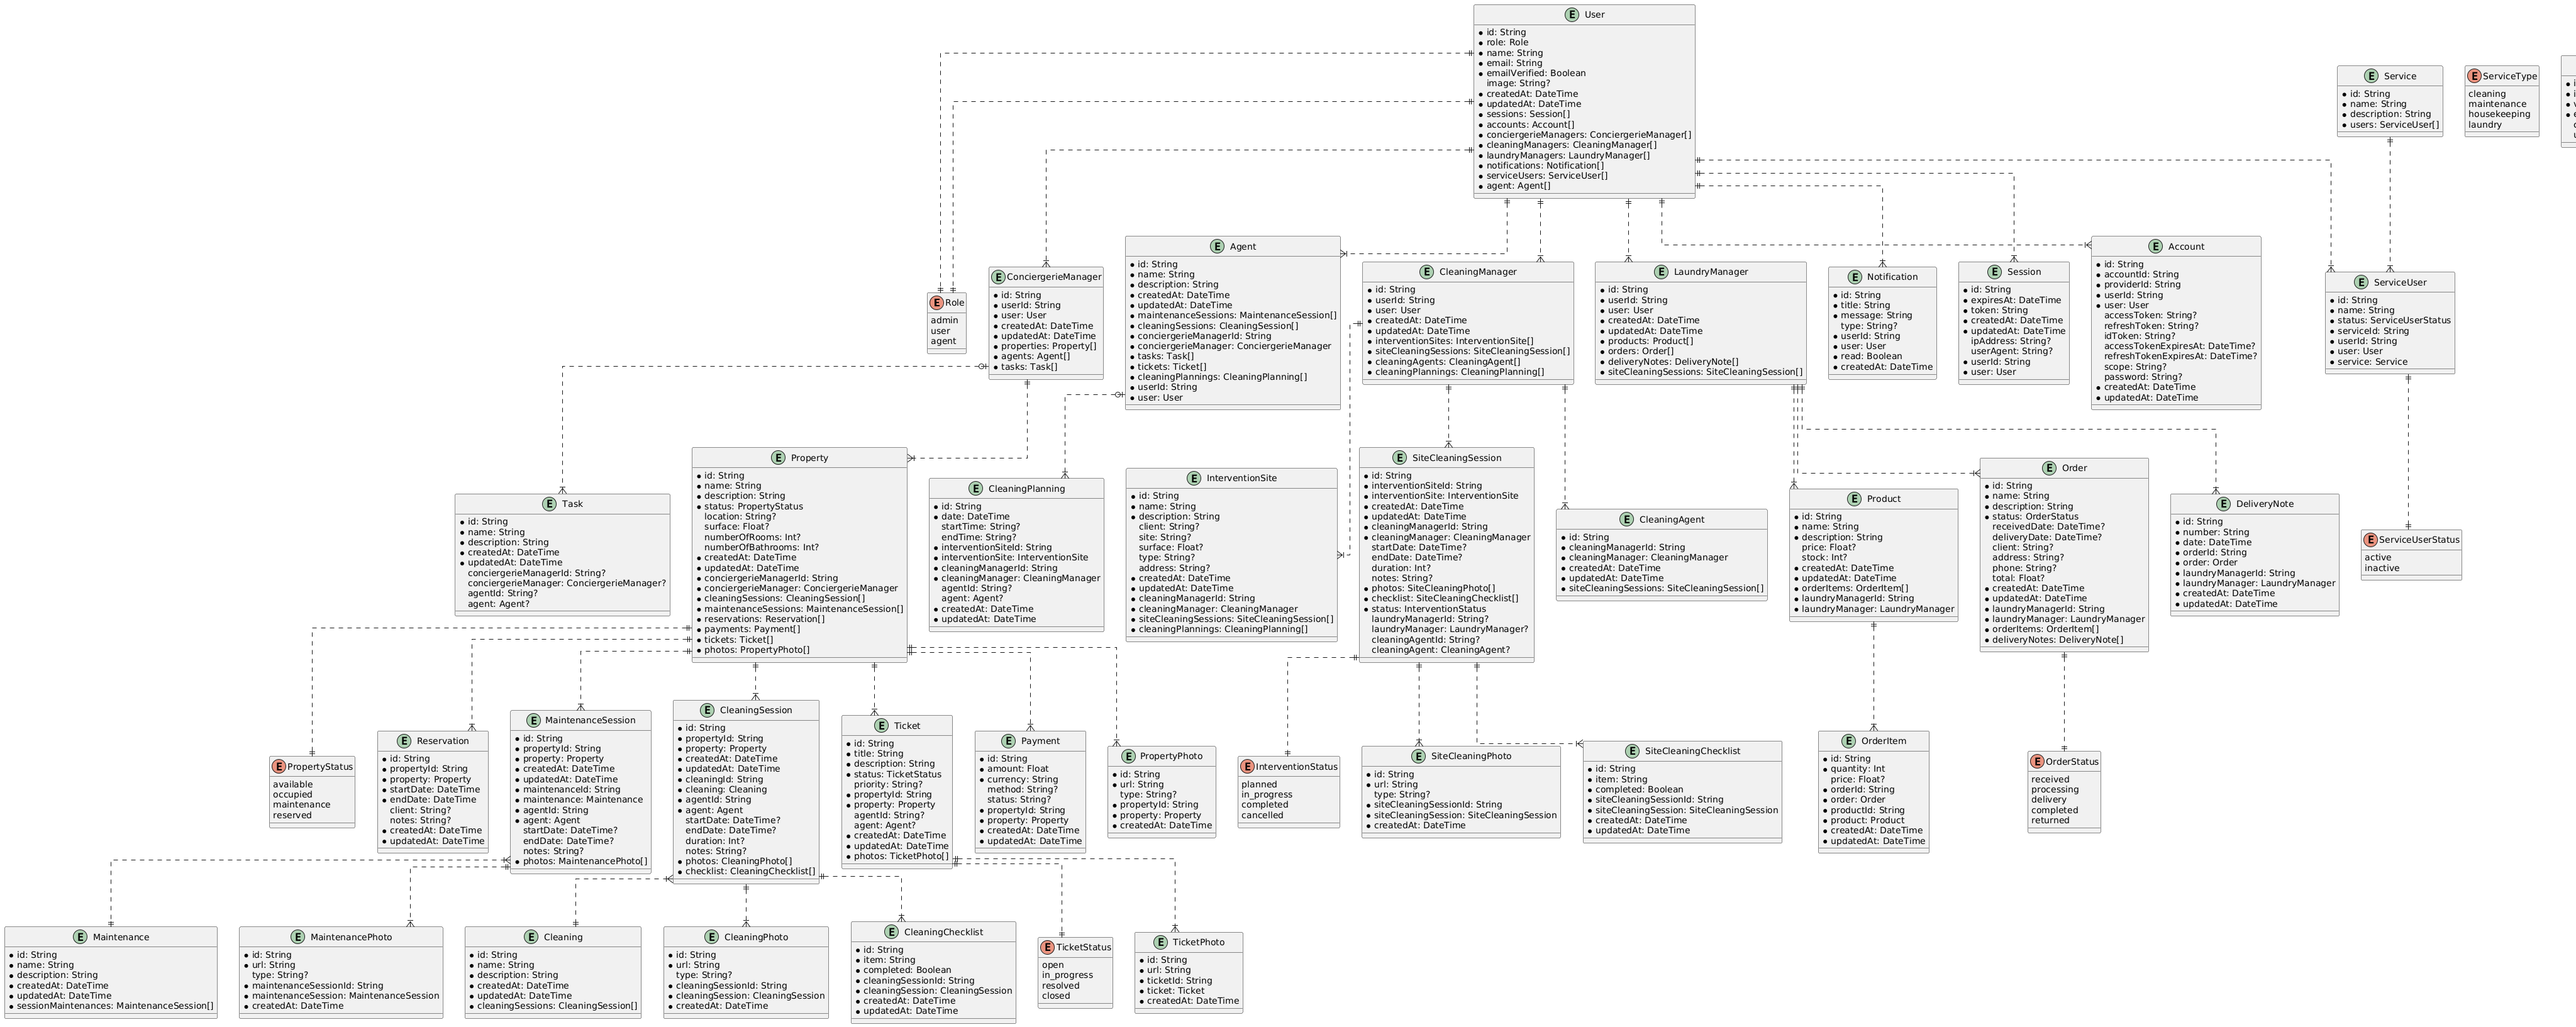 E User
id: String
role: Role
name: String
email: String
emailVerified: Boolean
image: String?
createdAt: DateTime
updatedAt: DateTime
sessions: Session[]
accounts: Account[]
conciergerieManagers: ConciergerieManager[]
cleaningManagers: CleaningManager[]
laundryManagers: LaundryManager[]
notifications: Notification[]
serviceUsers: ServiceUser[]
agent: Agent[]
E Service
id: String
name: String
description: String
users: ServiceUser[]
E ServiceType
cleaning
maintenance
housekeeping
laundry
E Role
admin
user
agent
E ConciergerieManager
id: String
userId: String
user: User
createdAt: DateTime
updatedAt: DateTime
properties: Property[]
agents: Agent[]
tasks: Task[]
E Agent
id: String
name: String
description: String
createdAt: DateTime
updatedAt: DateTime
maintenanceSessions: MaintenanceSession[]
cleaningSessions: CleaningSession[]
conciergerieManagerId: String
conciergerieManager: ConciergerieManager
tasks: Task[]
tickets: Ticket[]
cleaningPlannings: CleaningPlanning[]
userId: String
user: User
E CleaningManager
id: String
userId: String
user: User
createdAt: DateTime
updatedAt: DateTime
interventionSites: InterventionSite[]
siteCleaningSessions: SiteCleaningSession[]
cleaningAgents: CleaningAgent[]
cleaningPlannings: CleaningPlanning[]
E LaundryManager
id: String
userId: String
user: User
createdAt: DateTime
updatedAt: DateTime
products: Product[]
orders: Order[]
deliveryNotes: DeliveryNote[]
siteCleaningSessions: SiteCleaningSession[]
E Notification
id: String
title: String
message: String
type: String?
userId: String
user: User
read: Boolean
createdAt: DateTime
E Session
id: String
expiresAt: DateTime
token: String
createdAt: DateTime
updatedAt: DateTime
ipAddress: String?
userAgent: String?
userId: String
user: User
E Account
id: String
accountId: String
providerId: String
userId: String
user: User
accessToken: String?
refreshToken: String?
idToken: String?
accessTokenExpiresAt: DateTime?
refreshTokenExpiresAt: DateTime?
scope: String?
password: String?
createdAt: DateTime
updatedAt: DateTime
E ServiceUser
id: String
name: String
status: ServiceUserStatus
serviceId: String
userId: String
user: User
service: Service
E Task
id: String
name: String
description: String
createdAt: DateTime
updatedAt: DateTime
conciergerieManagerId: String?
conciergerieManager: ConciergerieManager?
agentId: String?
agent: Agent?
E Property
id: String
name: String
description: String
status: PropertyStatus
location: String?
surface: Float?
numberOfRooms: Int?
numberOfBathrooms: Int?
createdAt: DateTime
updatedAt: DateTime
conciergerieManagerId: String
conciergerieManager: ConciergerieManager
cleaningSessions: CleaningSession[]
maintenanceSessions: MaintenanceSession[]
reservations: Reservation[]
payments: Payment[]
tickets: Ticket[]
photos: PropertyPhoto[]
E CleaningPlanning
id: String
date: DateTime
startTime: String?
endTime: String?
interventionSiteId: String
interventionSite: InterventionSite
cleaningManagerId: String
cleaningManager: CleaningManager
agentId: String?
agent: Agent?
createdAt: DateTime
updatedAt: DateTime
E InterventionSite
id: String
name: String
description: String
client: String?
site: String?
surface: Float?
type: String?
address: String?
createdAt: DateTime
updatedAt: DateTime
cleaningManagerId: String
cleaningManager: CleaningManager
siteCleaningSessions: SiteCleaningSession[]
cleaningPlannings: CleaningPlanning[]
E SiteCleaningSession
id: String
interventionSiteId: String
interventionSite: InterventionSite
createdAt: DateTime
updatedAt: DateTime
cleaningManagerId: String
cleaningManager: CleaningManager
startDate: DateTime?
endDate: DateTime?
duration: Int?
notes: String?
photos: SiteCleaningPhoto[]
checklist: SiteCleaningChecklist[]
status: InterventionStatus
laundryManagerId: String?
laundryManager: LaundryManager?
cleaningAgentId: String?
cleaningAgent: CleaningAgent?
E CleaningAgent
id: String
cleaningManagerId: String
cleaningManager: CleaningManager
createdAt: DateTime
updatedAt: DateTime
siteCleaningSessions: SiteCleaningSession[]
E Product
id: String
name: String
description: String
price: Float?
stock: Int?
createdAt: DateTime
updatedAt: DateTime
orderItems: OrderItem[]
laundryManagerId: String
laundryManager: LaundryManager
E Order
id: String
name: String
description: String
status: OrderStatus
receivedDate: DateTime?
deliveryDate: DateTime?
client: String?
address: String?
phone: String?
total: Float?
createdAt: DateTime
updatedAt: DateTime
laundryManagerId: String
laundryManager: LaundryManager
orderItems: OrderItem[]
deliveryNotes: DeliveryNote[]
E DeliveryNote
id: String
number: String
date: DateTime
orderId: String
order: Order
laundryManagerId: String
laundryManager: LaundryManager
createdAt: DateTime
updatedAt: DateTime
E ServiceUserStatus
active
inactive
E PropertyStatus
available
occupied
maintenance
reserved
E Reservation
id: String
propertyId: String
property: Property
startDate: DateTime
endDate: DateTime
client: String?
notes: String?
createdAt: DateTime
updatedAt: DateTime
E MaintenanceSession
id: String
propertyId: String
property: Property
createdAt: DateTime
updatedAt: DateTime
maintenanceId: String
maintenance: Maintenance
agentId: String
agent: Agent
startDate: DateTime?
endDate: DateTime?
notes: String?
photos: MaintenancePhoto[]
E CleaningSession
id: String
propertyId: String
property: Property
createdAt: DateTime
updatedAt: DateTime
cleaningId: String
cleaning: Cleaning
agentId: String
agent: Agent
startDate: DateTime?
endDate: DateTime?
duration: Int?
notes: String?
photos: CleaningPhoto[]
checklist: CleaningChecklist[]
E Ticket
id: String
title: String
description: String
status: TicketStatus
priority: String?
propertyId: String
property: Property
agentId: String?
agent: Agent?
createdAt: DateTime
updatedAt: DateTime
photos: TicketPhoto[]
E Payment
id: String
amount: Float
currency: String
method: String?
status: String?
propertyId: String
property: Property
createdAt: DateTime
updatedAt: DateTime
E PropertyPhoto
id: String
url: String
type: String?
propertyId: String
property: Property
createdAt: DateTime
E InterventionStatus
planned
in_progress
completed
cancelled
E SiteCleaningPhoto
id: String
url: String
type: String?
siteCleaningSessionId: String
siteCleaningSession: SiteCleaningSession
createdAt: DateTime
E SiteCleaningChecklist
id: String
item: String
completed: Boolean
siteCleaningSessionId: String
siteCleaningSession: SiteCleaningSession
createdAt: DateTime
updatedAt: DateTime
E OrderItem
id: String
quantity: Int
price: Float?
orderId: String
order: Order
productId: String
product: Product
createdAt: DateTime
updatedAt: DateTime
E OrderStatus
received
processing
delivery
completed
returned
E Maintenance
id: String
name: String
description: String
createdAt: DateTime
updatedAt: DateTime
sessionMaintenances: MaintenanceSession[]
E MaintenancePhoto
id: String
url: String
type: String?
maintenanceSessionId: String
maintenanceSession: MaintenanceSession
createdAt: DateTime
E Cleaning
id: String
name: String
description: String
createdAt: DateTime
updatedAt: DateTime
cleaningSessions: CleaningSession[]
E CleaningPhoto
id: String
url: String
type: String?
cleaningSessionId: String
cleaningSession: CleaningSession
createdAt: DateTime
E CleaningChecklist
id: String
item: String
completed: Boolean
cleaningSessionId: String
cleaningSession: CleaningSession
createdAt: DateTime
updatedAt: DateTime
E TicketStatus
open
in_progress
resolved
closed
E TicketPhoto
id: String
url: String
ticketId: String
ticket: Ticket
createdAt: DateTime